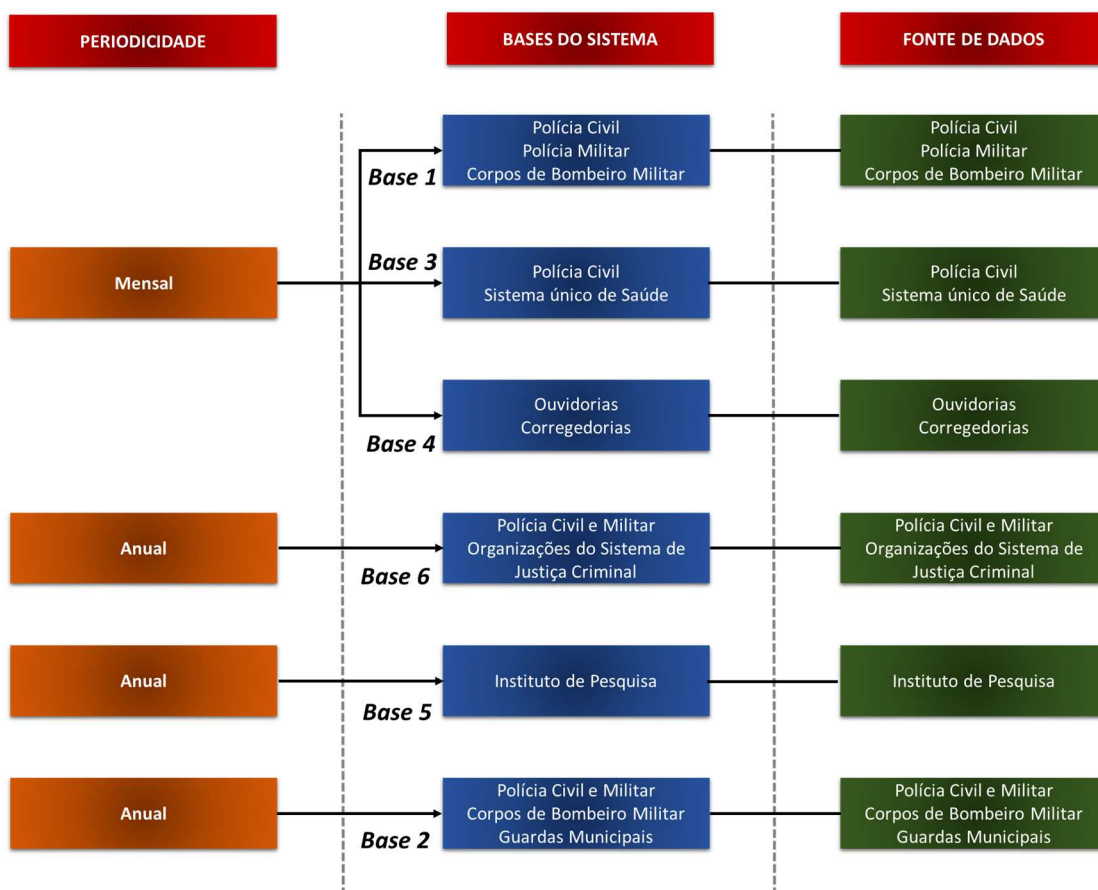 PERIODICIDADE
BASES DO SISTEMA
FONTE DE DADOS
Polícia Civil
Polícia Militar
Corpos de Bombeiro Militar
Polícia Civil
Polícia Militar
Corpos de Bombeiro Militar
Base 1
Mensal
Base 3
Polícia Civil
Sistema único de Saúde
Polícia Civil
Sistema único de Saúde
Ouvidorias
Corregedorias
Ouvidorias
Corregedorias
Base 4
Anual
Polícia Civil e Militar
Organizações do Sistema de
Justiça Criminal
Polícia Civil e Militar
Organizações do Sistema de
Justiça Criminal
Base 6
Anual
Instituto de Pesquisa
Instituto de Pesquisa
Base 5
Anual
Polícia Civil e Militar
Corpos de Bombeiro Militar
Guardas Municipais
Polícia Civil e Militar
Corpos de Bombeiro Militar
Guardas Municipais
Base 2